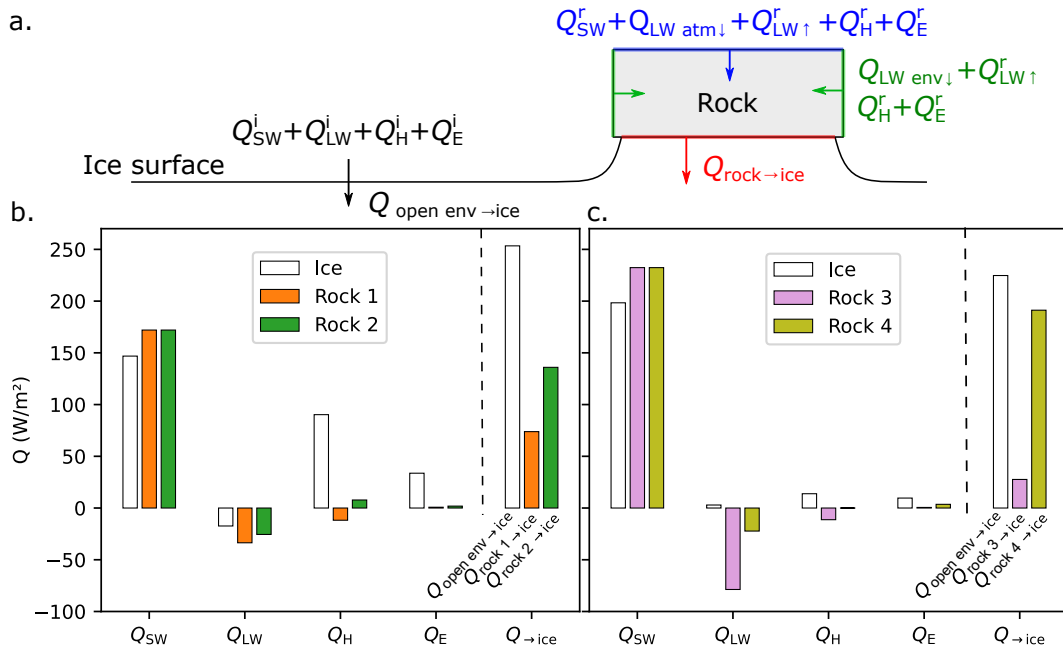 a.
Q^r_SW+Q_LW atm↓+Q^r_LW↑+Q^r_H+Q^r_E
Q_LW env↓+Q^r_LW↑
Q^r_H+Q^r_E
Rock
Q^i_SW+Q^i_LW+Q^i_H+Q^i_E
Ice surface
Q_rock→ice
Q_open env→ice
b.
Q (W/m²)
250
200
150
100
50
0
−50
−100
Ice
Rock 1
Rock 2
Q_open env→ice
Q_rock 1→ice
Q_rock 2→ice
Q_SW
Q_LW
Q_H
Q_E
Q_→ice
c.
Ice
Rock 3
Rock 4
Q_open env→ice
Q_rock 3→ice
Q_rock 4→ice
Q_SW
Q_LW
Q_H
Q_E
Q_→ice